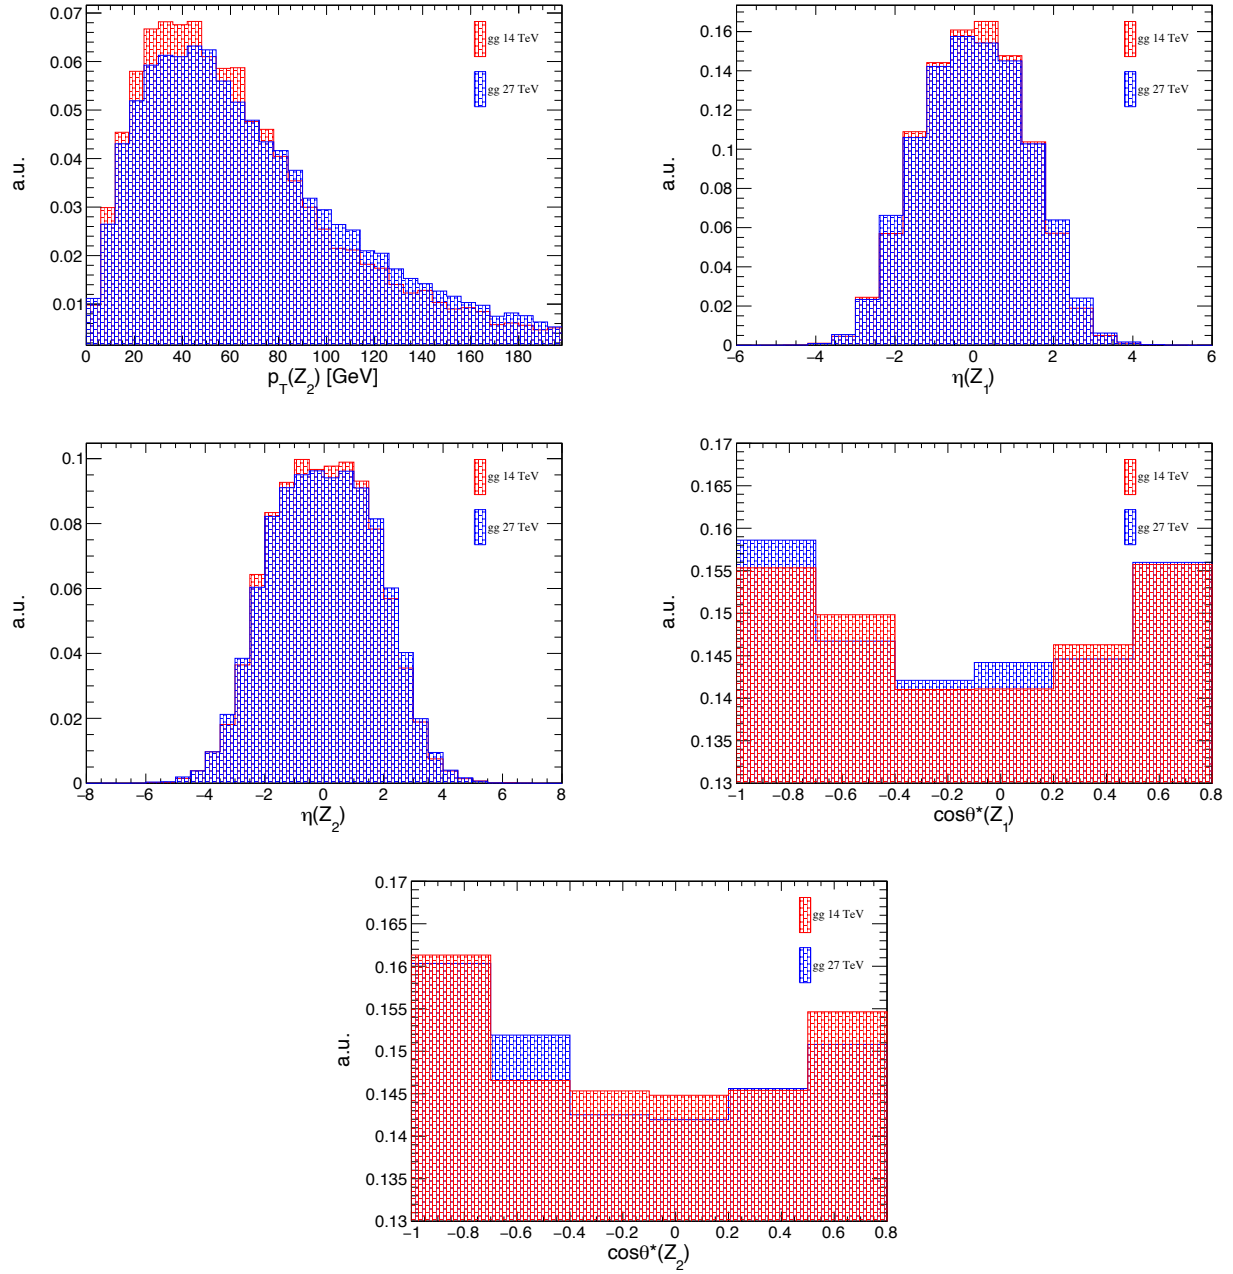 0.07
0.06
0.05
0.04
0.03
0.02
0.01
a.u.
gg 14 TeV
gg 27 TeV
0 20 40 60 80 100 120 140 160 180
p_T(Z_2) [GeV]
0.16
0.14
0.12
0.1
0.08
0.06
0.04
0.02
0
a.u.
gg 14 TeV
gg 27 TeV
−6 −4 −2 0 2 4 6
η(Z_1)
0.1
0.08
0.06
0.04
0.02
0
a.u.
gg 14 TeV
gg 27 TeV
−8 −6 −4 −2 0 2 4 6 8
η(Z_2)
0.17
0.165
0.16
0.155
0.15
0.145
0.14
0.135
0.13
a.u.
gg 14 TeV
gg 27 TeV
−1 −0.8 −0.6 −0.4 −0.2 0 0.2 0.4 0.6 0.8
cosθ*(Z_1)
0.17
0.165
0.16
0.155
0.15
0.145
0.14
0.135
0.13
a.u.
gg 14 TeV
gg 27 TeV
−1 −0.8 −0.6 −0.4 −0.2 0 0.2 0.4 0.6 0.8
cosθ*(Z_2)